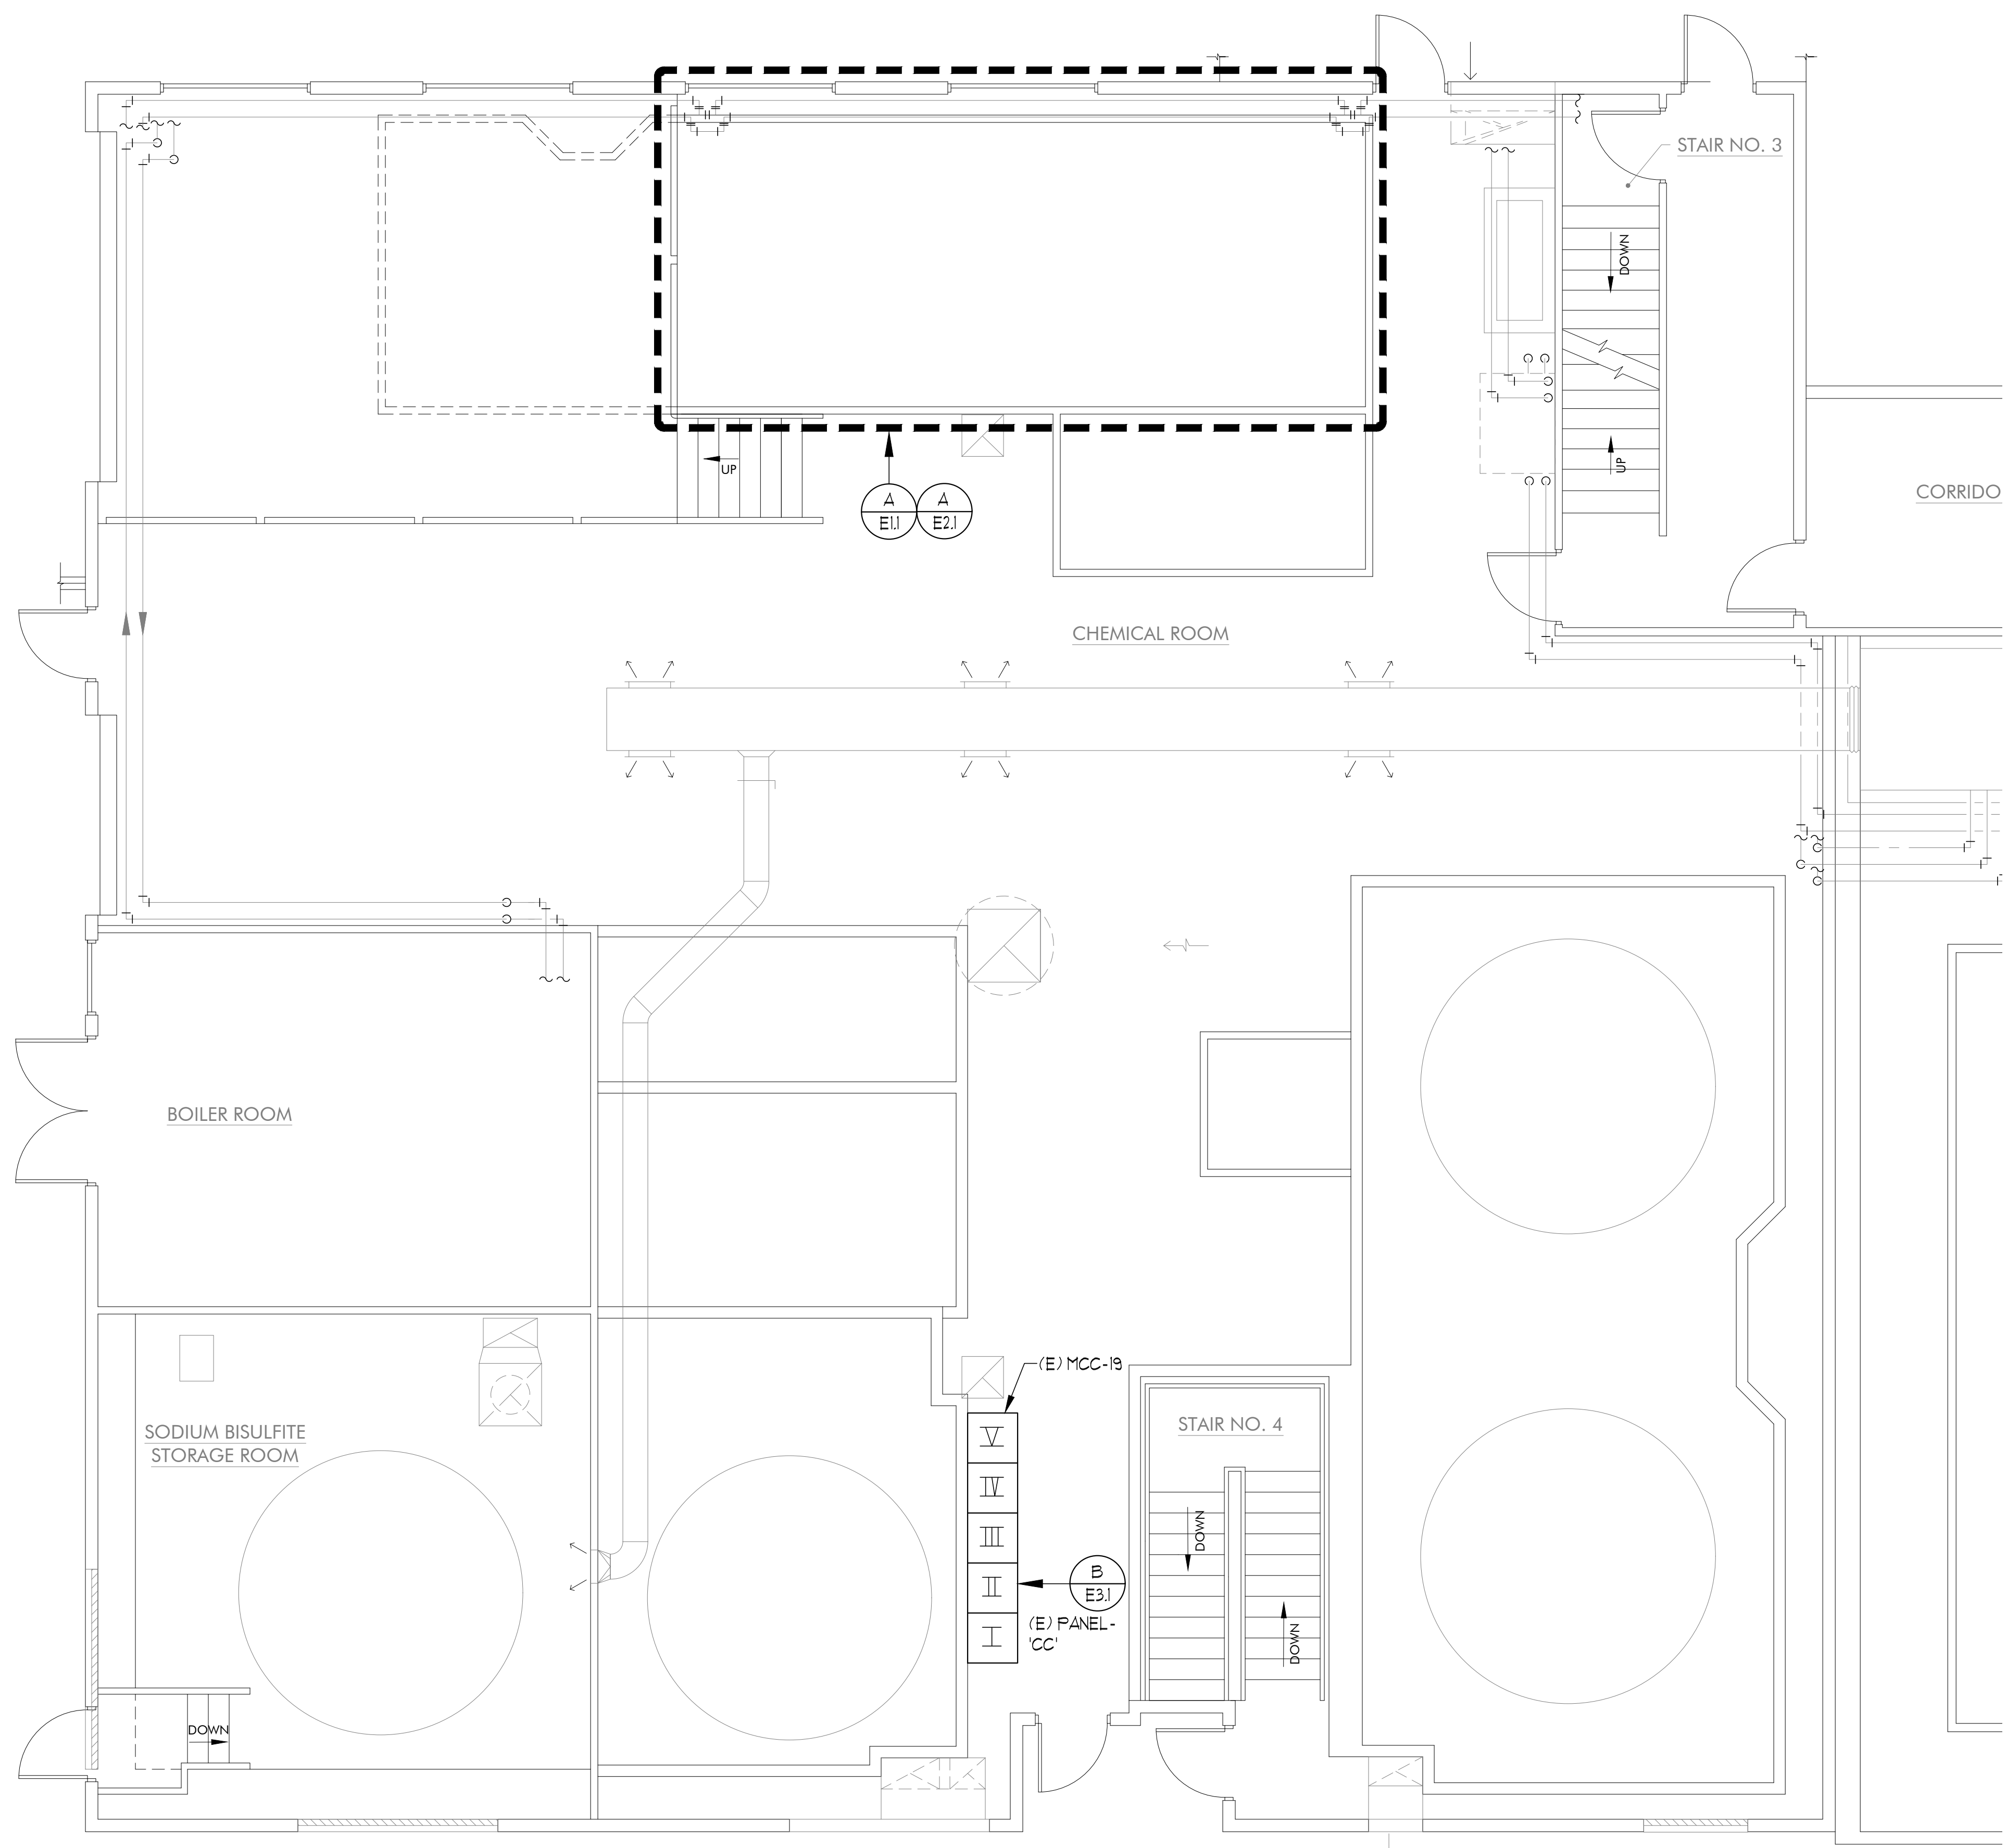 STAIR NO. 3
DOWN
UP
UP
A
E1.1
A
E2.1
CORRIDO
CHEMICAL ROOM
BOILER ROOM
(E) MCC-19
V
IV
III
II
I
STAIR NO. 4
SODIUM BISULFITE
STORAGE ROOM
DOWN
B
E3.1
(E) PANEL-
'CC'
DOWN
DOWN